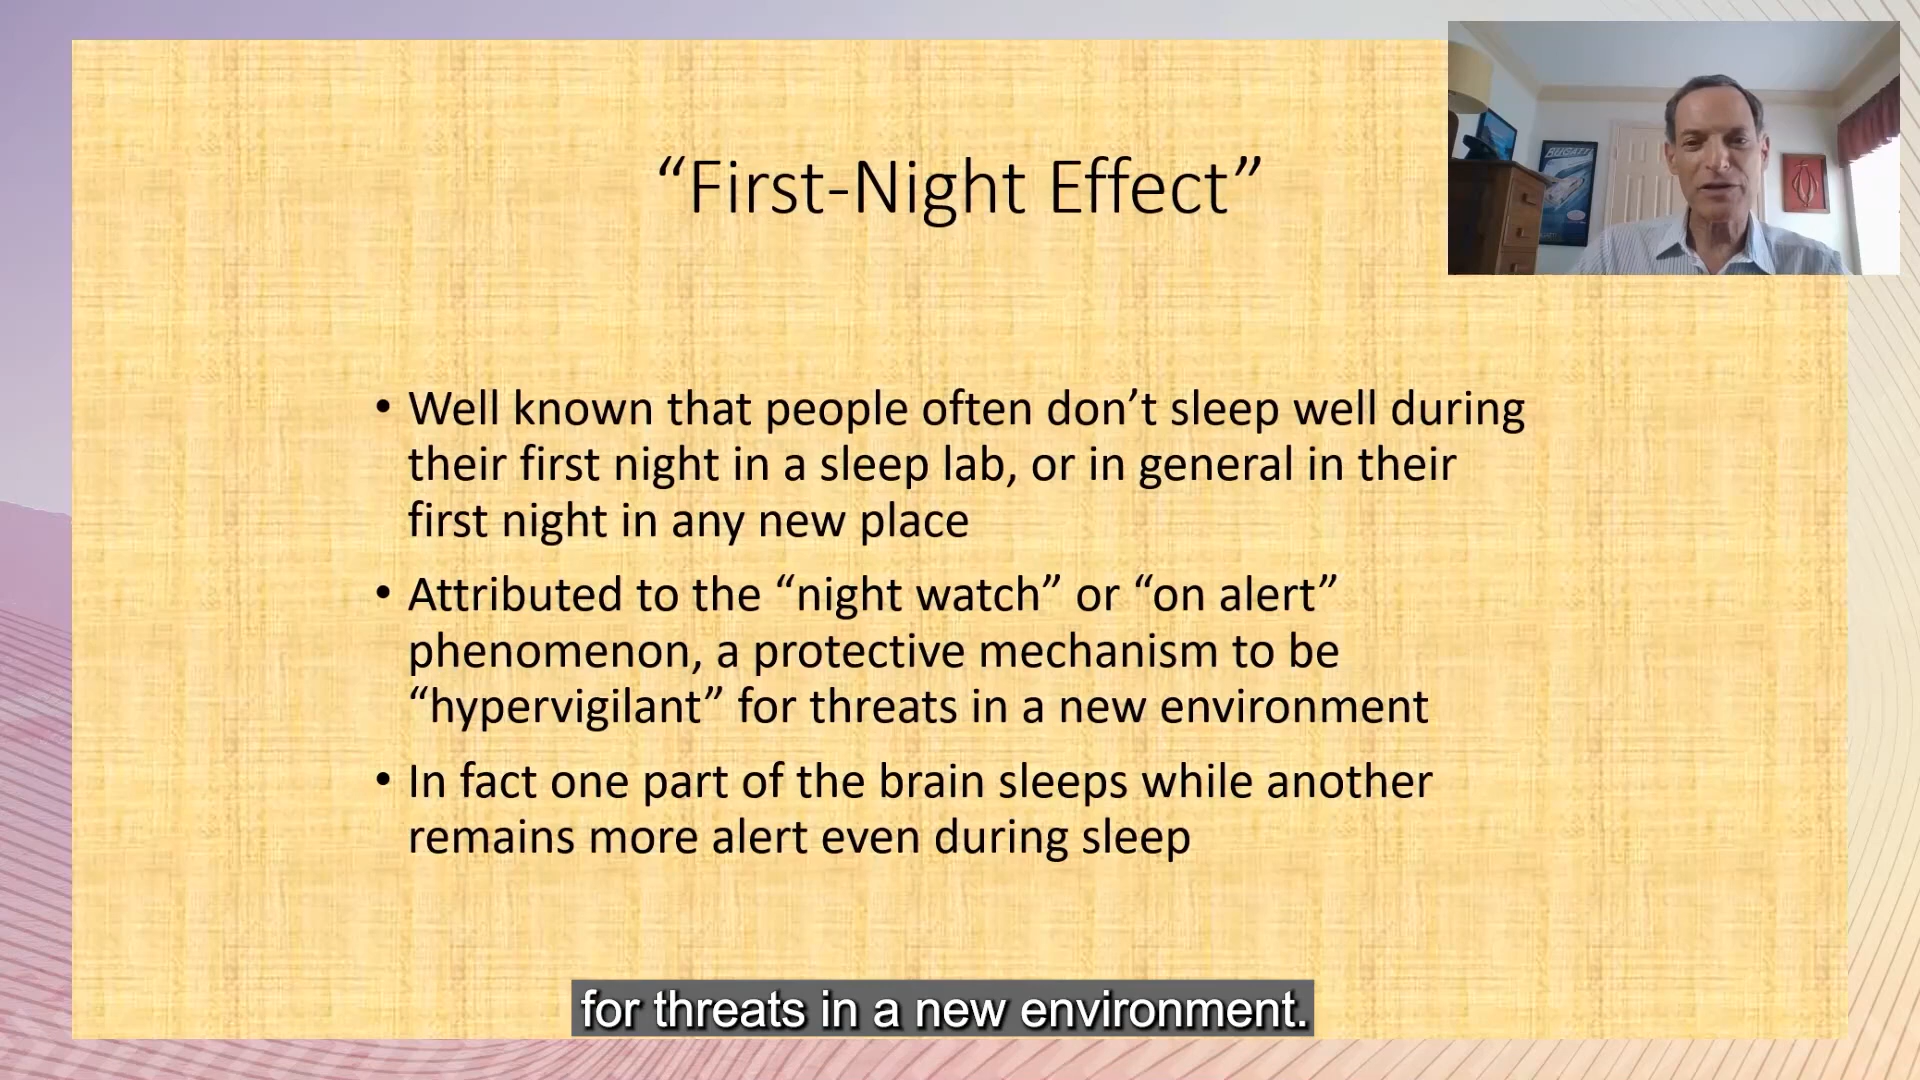 “First-Night Effect”
BUGATTI
• Well known that people often don’t sleep well during
their first night in a sleep lab, or in general in their
first night in any new place
• Attributed to the “night watch” or “on alert”
phenomenon, a protective mechanism to be
“hypervigilant” for threats in a new environment
• In fact one part of the brain sleeps while another
remains more alert even during sleep
for threats in a new environment.